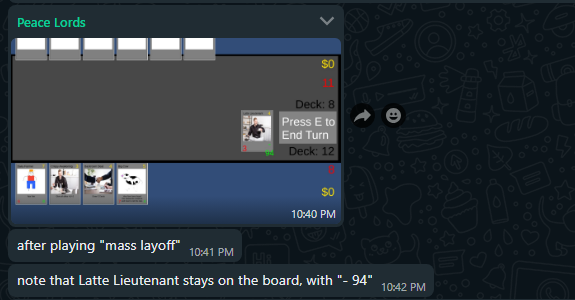 Peace Lords
$0
11
Deck: 8
Press E to
End Turn
Deck: 12
$0
10:40 PM
after playing "mass layoff" 10:41 PM
note that Latte Lieutenant stays on the board, with "- 94" 10:42 PM